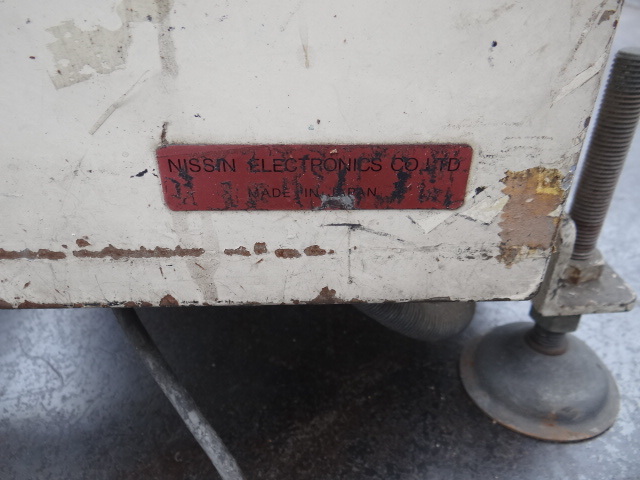 NISSIN ELECTRONICS CO.LTD.
MADE IN JAPAN